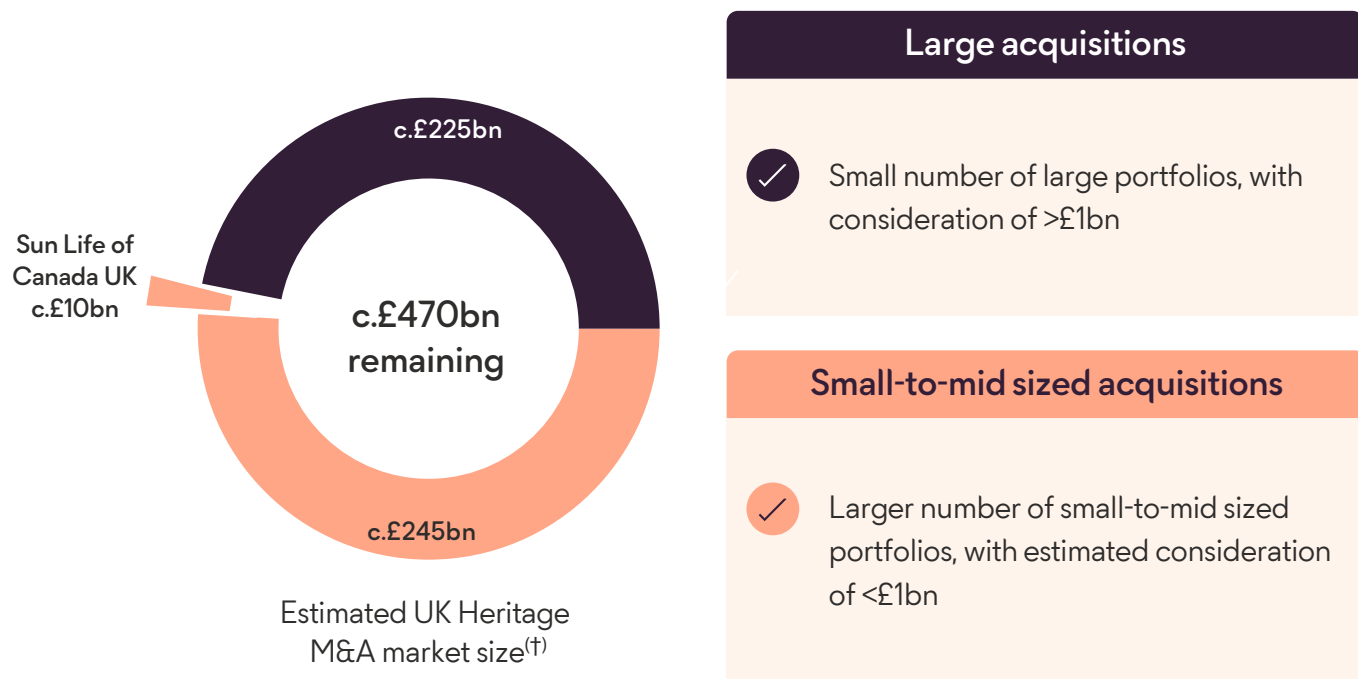 c.£225bn
Sun Life of
Canada UK
c.£10bn
c.£470bn
remaining
c.£245bn
Estimated UK Heritage
M&A market size(†)
Large acquisitions
Small number of large portfolios, with
consideration of >£1bn
Small-to-mid sized acquisitions
Larger number of small-to-mid sized
portfolios, with estimated consideration
of <£1bn